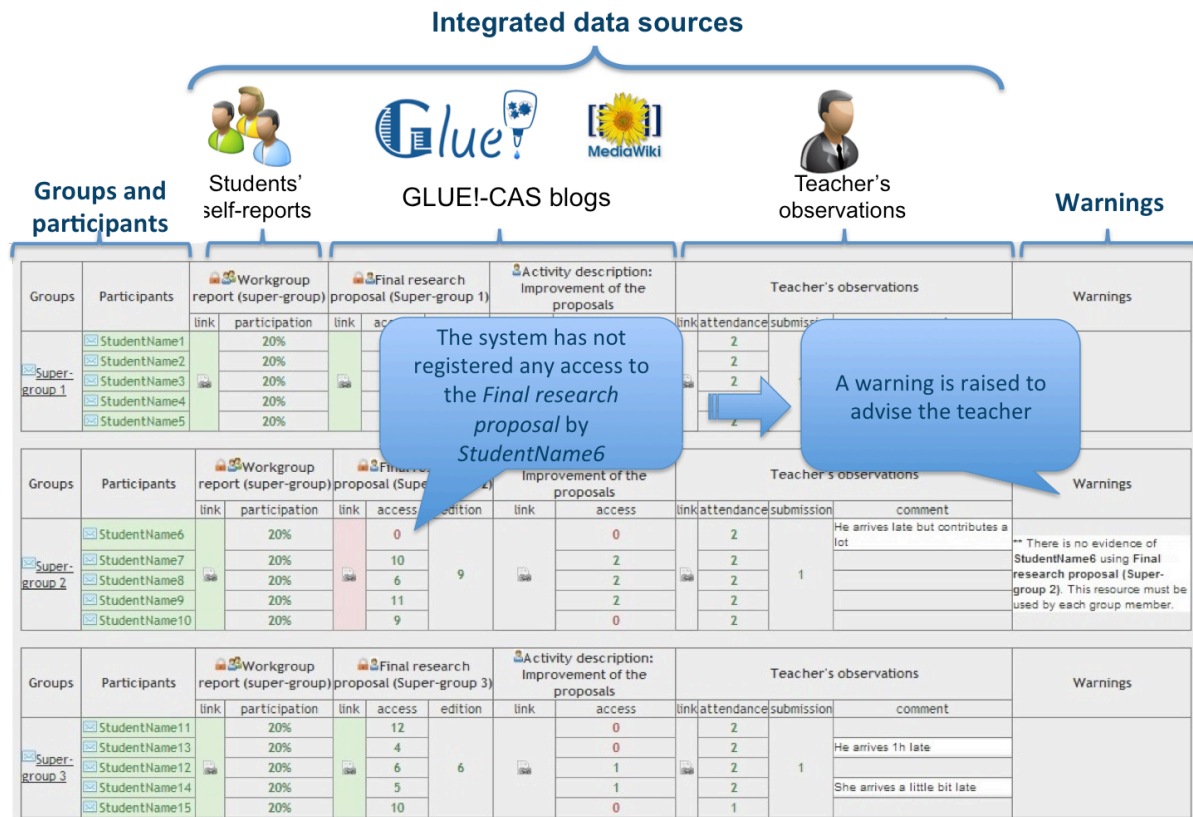 Integrated data sources
Glue!
MediaWiki
Groups and
participants
Students'
self-reports
GLUE!-CAS blogs
Teacher's
observations
Warnings
Groups
Participants
Workgroup
report (super-group)
Final research
proposal (Super-group 1)
Activity description:
Improvement of the
proposals
Teacher's observations
Warnings
link participation link link attendance
Super-
group 1
StudentName1 20% 2
StudentName2 20% 2
StudentName3 20% 2
StudentName4 20%
StudentName5 20% 2
The system has not
registered any access to
the Final research
proposal by
StudentName6
A warning is raised to
advise the teacher
Groups
Participants
Workgroup
report (super-group)
Improvement of the
proposals
Teacher's observations
Warnings
link participation link access edition link access link attendance submission comment
Super-
group 2
StudentName6 20% 0 0 2 He arrives late but contributes a
lot
StudentName7 20% 10 2 2
StudentName8 20% 6 2 2
StudentName9 20% 11 2 2
StudentName10 20% 9 0 2
9
1
** There is no evidence of
StudentName6 using Final
research proposal (Super-
group 2). This resource must be
used by each group member.
Groups
Participants
Workgroup
report (super-group)
Final research
proposal (Super-group 3)
Activity description:
Improvement of the
proposals
Teacher's observations
Warnings
link participation link access edition link access link attendance submission comment
Super-
group 3
StudentName11 20% 12 0 2
StudentName13 20% 4 0 2 He arrives 1h late
StudentName12 20% 6 6 1 2 1
StudentName14 20% 5 1 2 She arrives a little bit late
StudentName15 20% 10 0 1